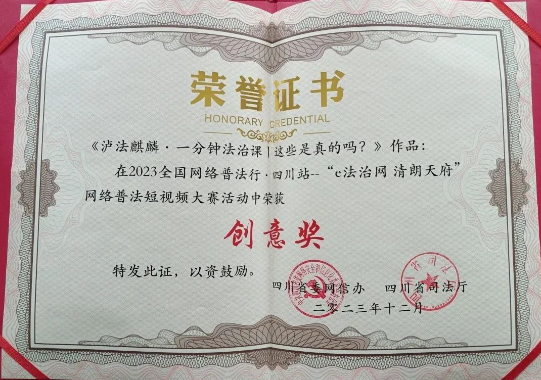 荣誉证书
HONORARY CREDENTIAL
《泸法麒麟·一分钟法治课|这些是真的吗?》作品:
在2023全国网络普法行·四川站--“e法治网 清朗天府”
网络普法短视频大赛活动中荣获
创意奖
特发此证,以资鼓励。
四川省委网信办 四川省司法厅
二〇二三年十二月